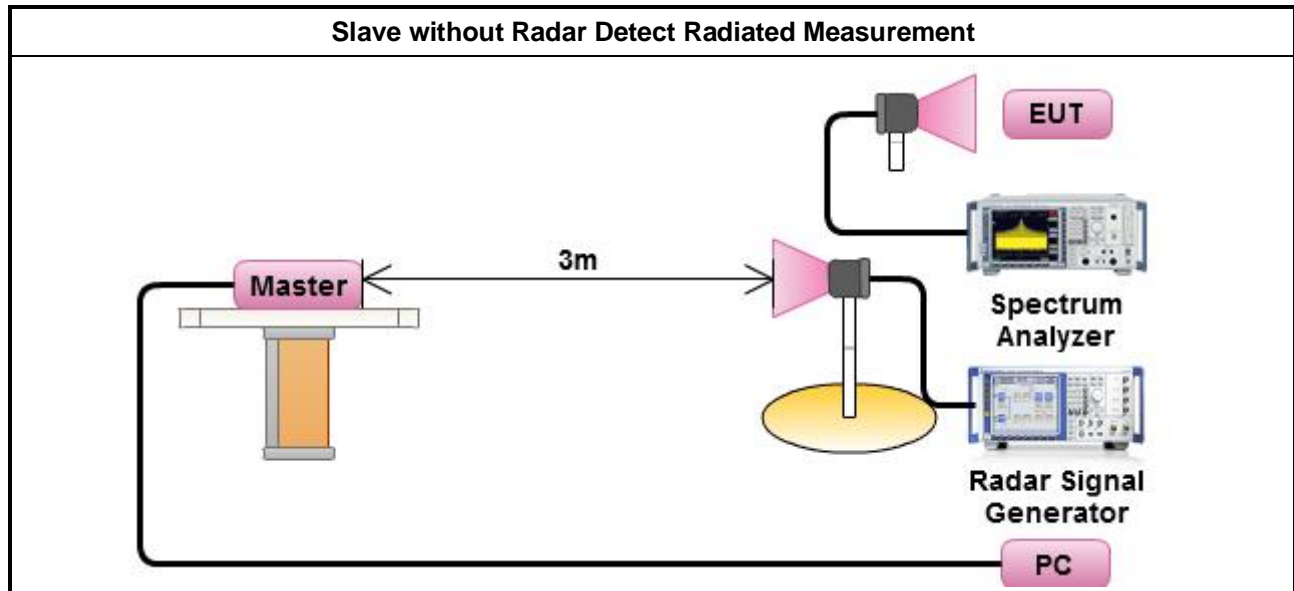 Slave without Radar Detect Radiated Measurement
EUT
3m
Master
Spectrum
Analyzer
Radar Signal
Generator
PC